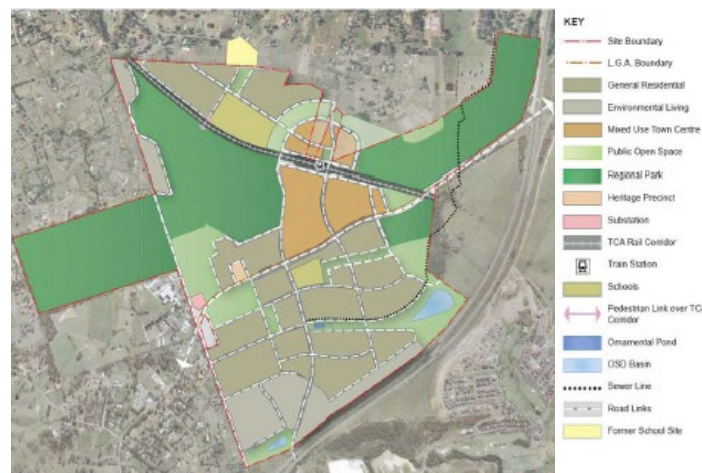 KEY
Site Boundary
L.G.A. Boundary
General Residential
Environmental Living
Mixed Use Town Centre
Public Open Space
Regional Park
Heritage Precinct
Substation
TCA Rail Corridor
Train Station
Schools
Pedestrian Link over TCA
Corridor
Ornamental Pond
OSD Basin
Sewer Line
Road Links
Former School Site